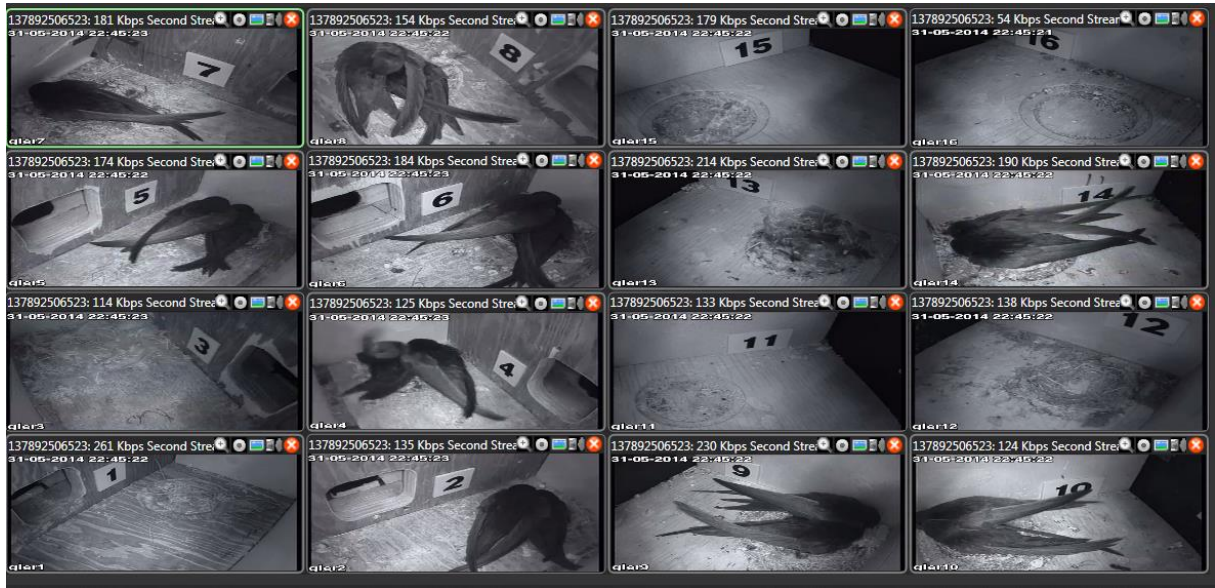 137892506523: 181 Kbps Second Strea
31-05-2014 22:45:23
7
qlar7
137892506523: 154 Kbps Second Strea
31-05-2014 22:45:22
8
qlar8
137892506523: 179 Kbps Second Strea
31-05-2014 22:45:22
15
qlar15
137892506523: 54 Kbps Second Strear
31-05-2014 22:45:21
16
qlar16
137892506523: 174 Kbps Second Strea
31-05-2014 22:45:22
5
qlar5
137892506523: 184 Kbps Second Strea
31-05-2014 22:45:23
6
qlar6
137892506523: 214 Kbps Second Strea
31-05-2014 22:45:22
13
qlar13
137892506523: 190 Kbps Second Strea
31-05-2014 22:45:22
14
qlar14
137892506523: 114 Kbps Second Strea
31-05-2014 22:45:23
3
qlar3
137892506523: 125 Kbps Second Strea
31-05-2014 22:45:23
4
qlar4
137892506523: 133 Kbps Second Strea
31-05-2014 22:45:22
11
qlar11
137892506523: 138 Kbps Second Strea
31-05-2014 22:45:22
12
qlar12
137892506523: 261 Kbps Second Strea
31-05-2014 22:45:22
1
qlar1
137892506523: 135 Kbps Second Strea
31-05-2014 22:45:23
2
qlar2
137892506523: 230 Kbps Second Strea
31-05-2014 22:45:22
9
qlar9
137892506523: 124 Kbps Second Strea
31-05-2014 22:45:22
10
qlar10